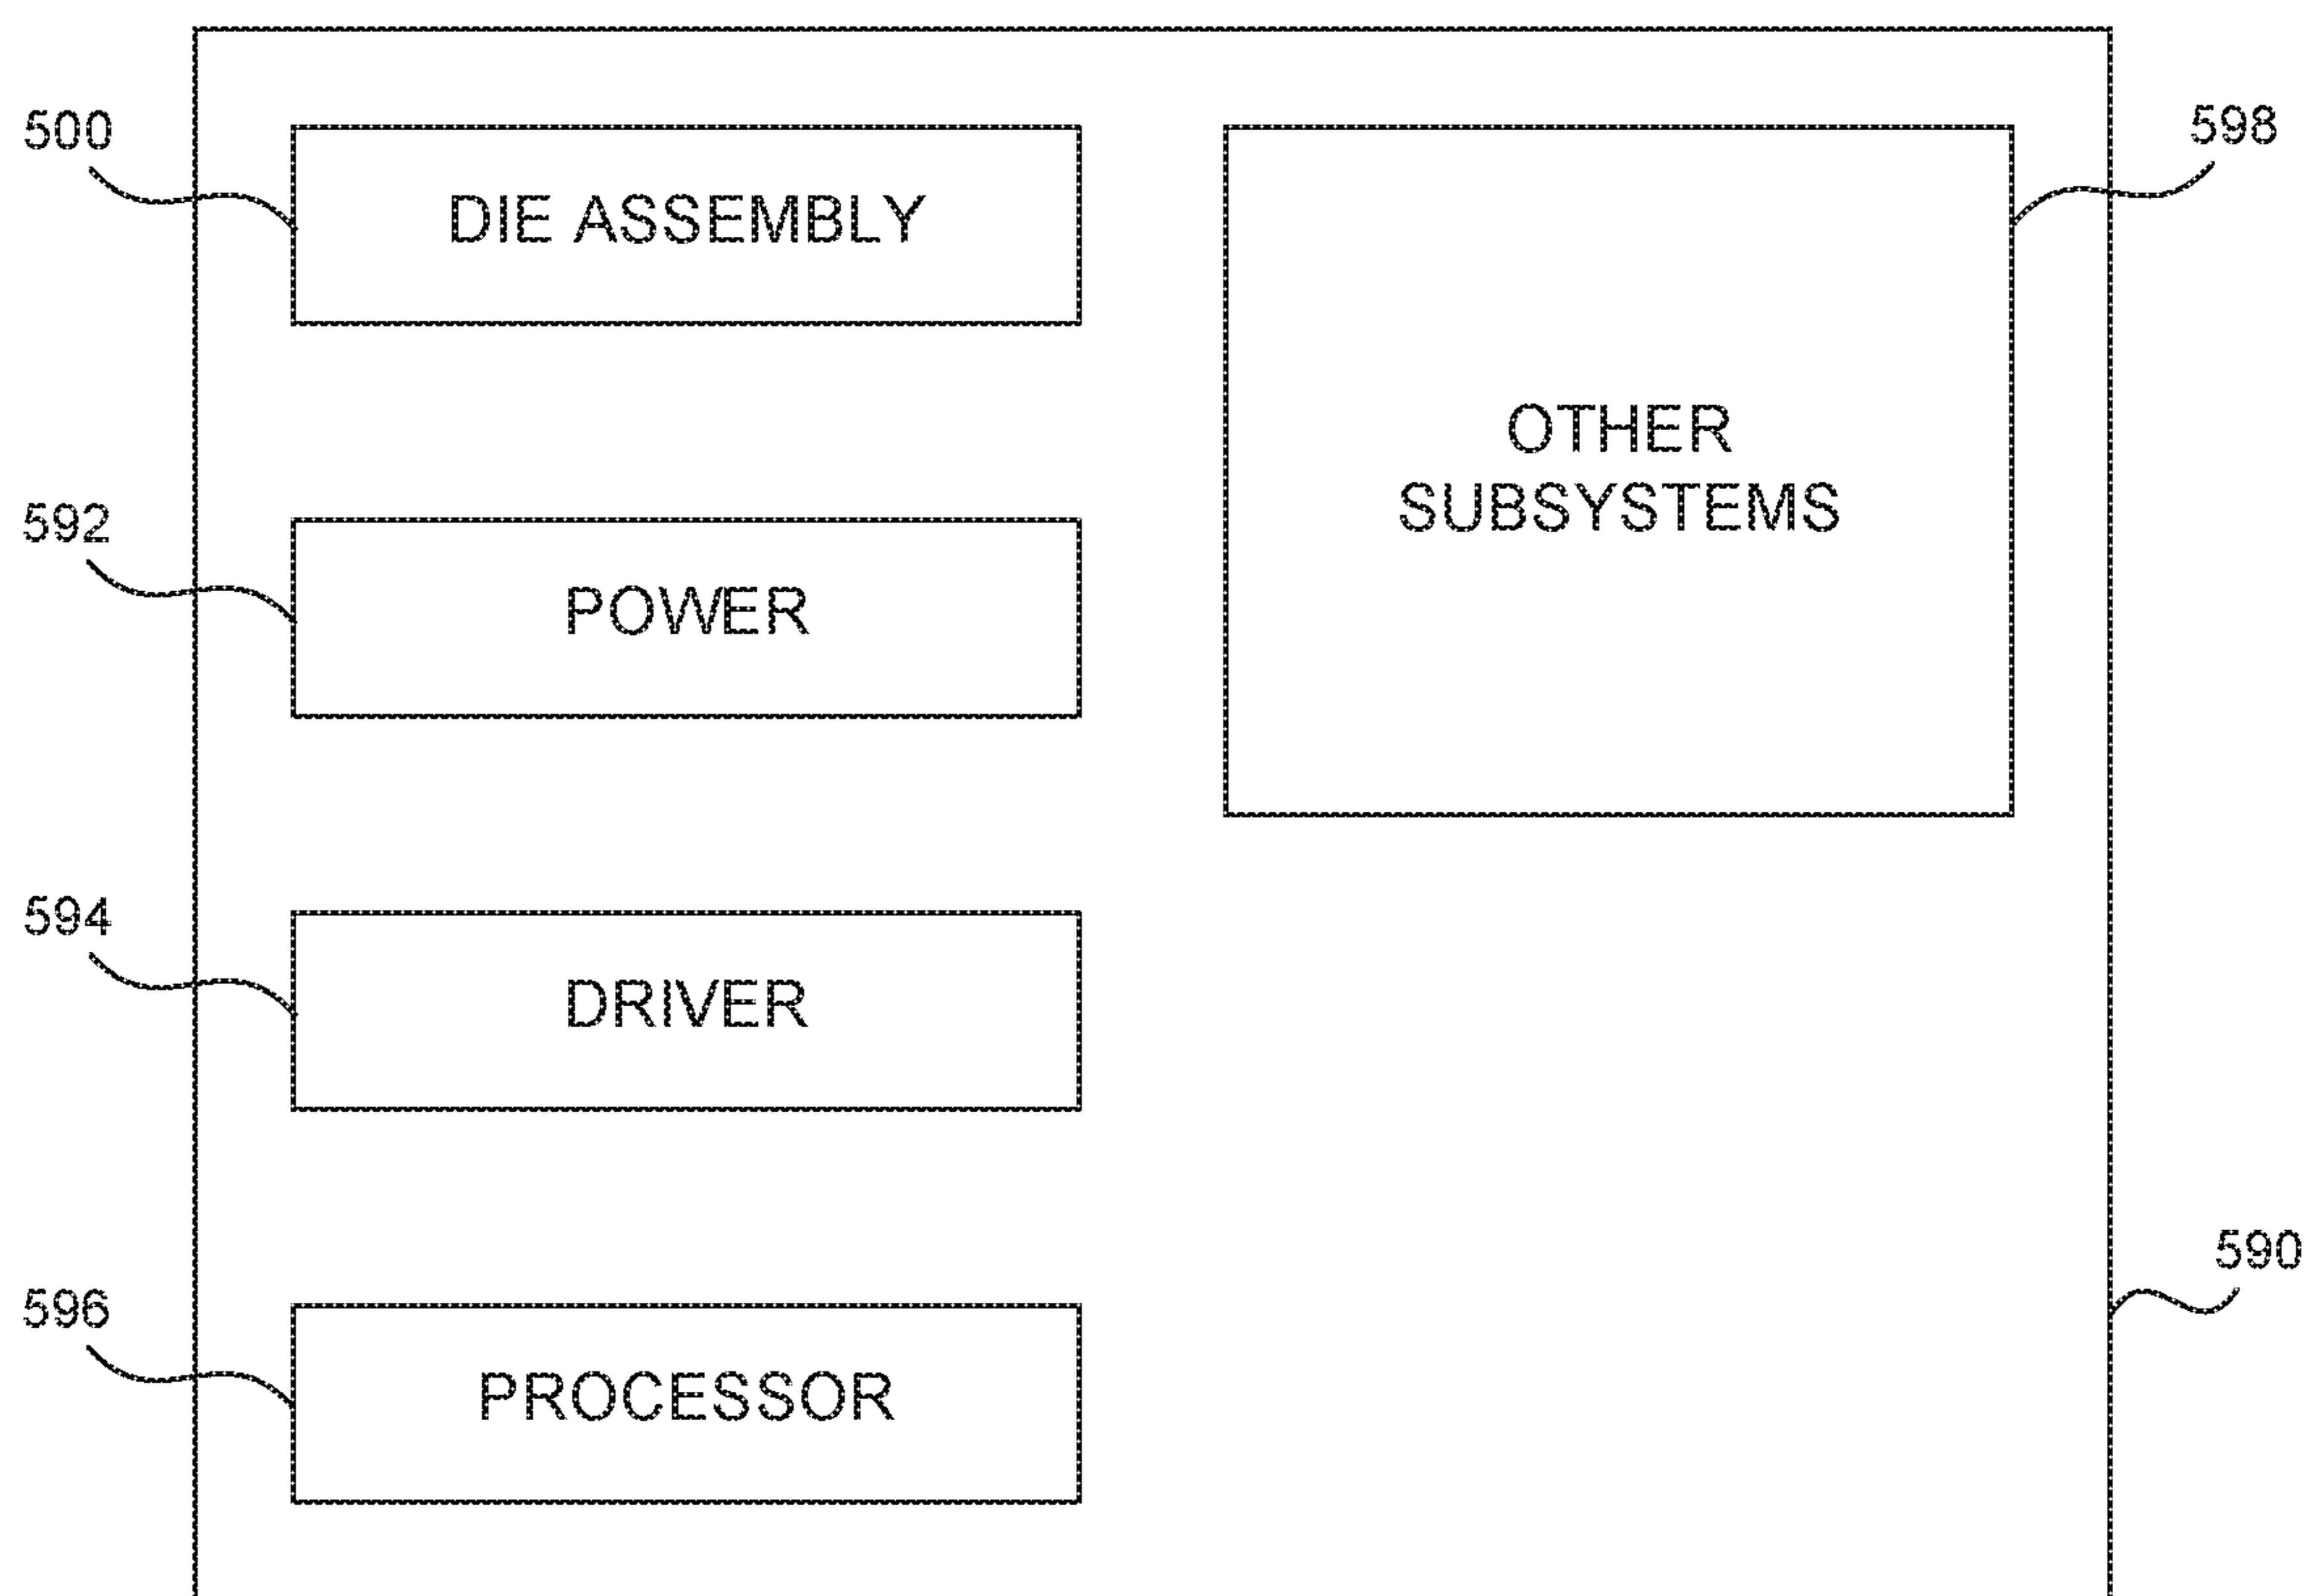 500
DIE ASSEMBLY
598
OTHER
SUBSYSTEMS
592
POWER
594
DRIVER
590
596
PROCESSOR